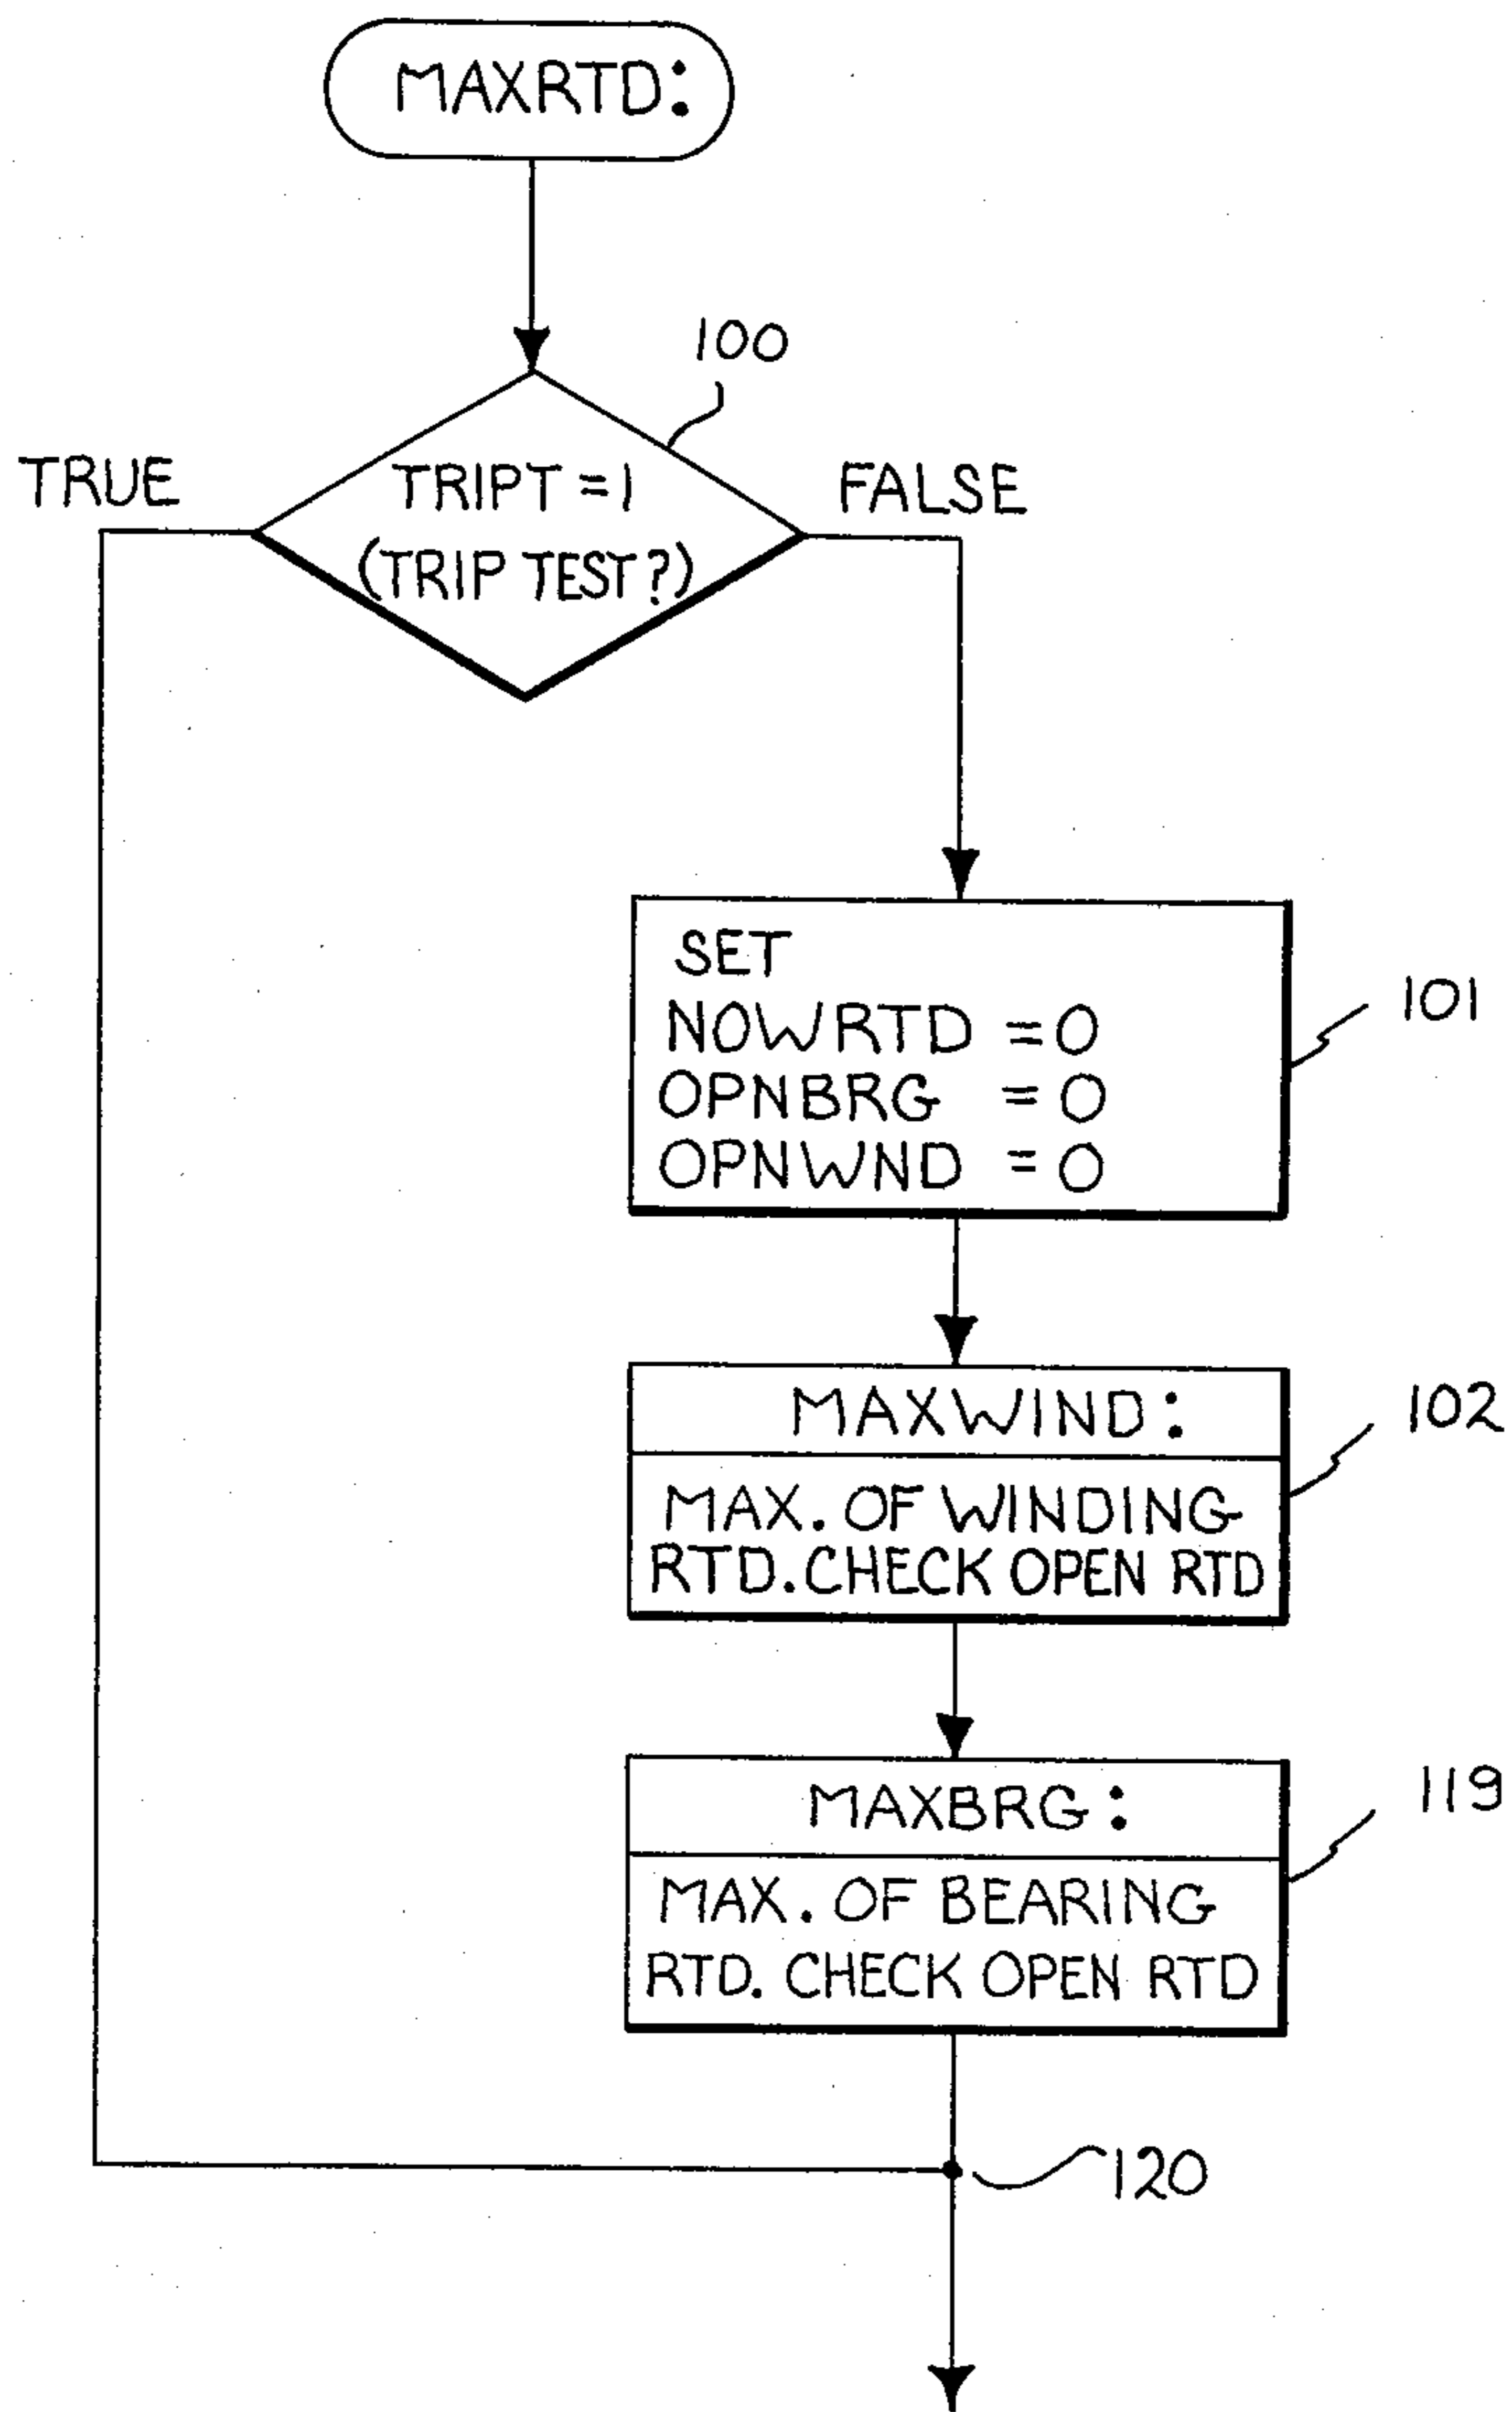 MAXRTD:
100
TRUE
TRIPT = 1
FALSE
(TRIP TEST?)
SET
NOWRTD = 0
OPNBRG = 0
OPNWND = 0
101
MAXWIND:
102
MAX. OF WINDING
RTD. CHECK OPEN RTD
MAXBRG:
119
MAX. OF BEARING
RTD. CHECK OPEN RTD
120